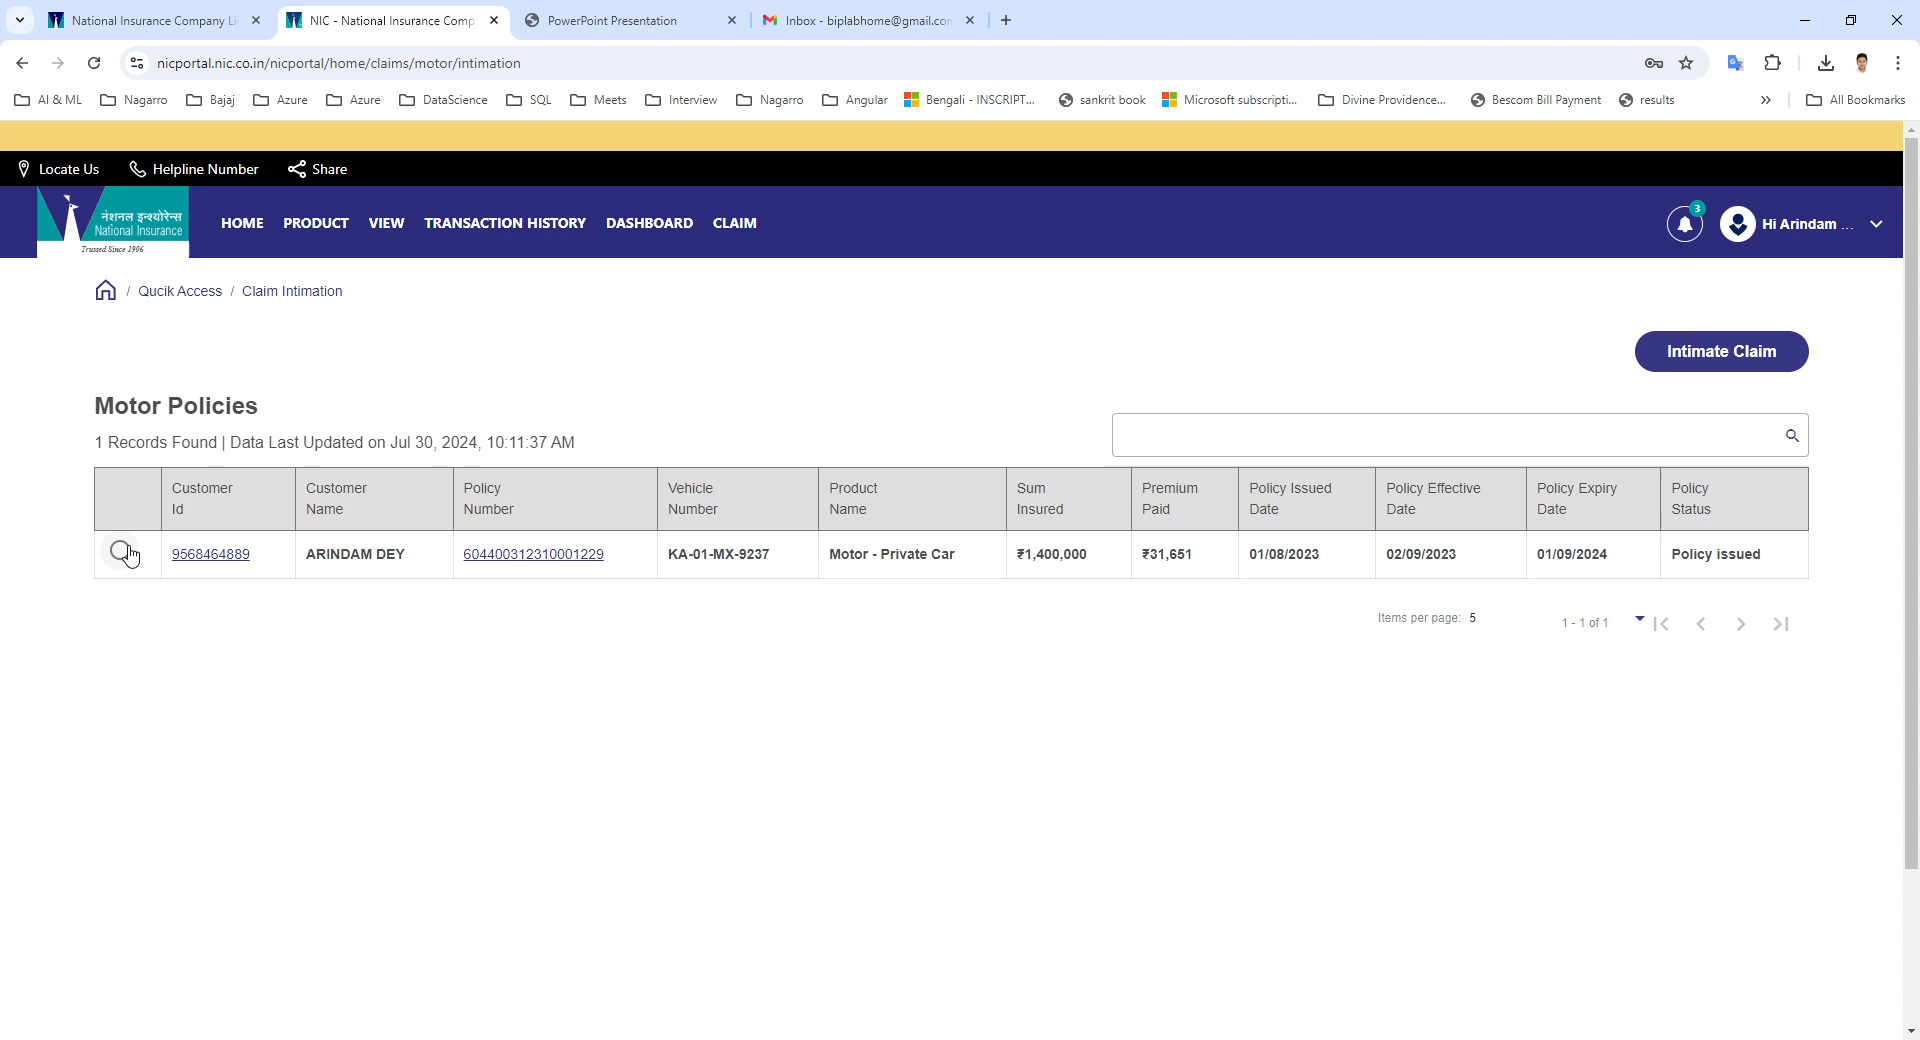 National Insurance Company Li
NIC - National Insurance Comp
PowerPoint Presentation
Inbox - biplabhome@gmail.con
nicportal.nic.co.in/nicportal/home/claims/motor/intimation
AI & ML
Nagarro
Bajaj
Azure
Azure
DataScience
SQL
Meets
Interview
Nagarro
Angular
Bengali - INSCRIPT...
sankrit book
Microsoft subscripti...
Divine Providence...
Bescom Bill Payment
results
»
All Bookmarks
Locate Us
Helpline Number
Share
नेशनल इन्श्योरेन्स
National Insurance
Trusted Since 1906
HOME
PRODUCT
VIEW
TRANSACTION HISTORY
DASHBOARD
CLAIM
3
Hi Arindam ...
/ Qucik Access / Claim Intimation
Intimate Claim
Motor Policies
1 Records Found | Data Last Updated on Jul 30, 2024, 10:11:37 AM
Customer Id
Customer Name
Policy Number
Vehicle Number
Product Name
Sum Insured
Premium Paid
Policy Issued Date
Policy Effective Date
Policy Expiry Date
Policy Status
9568464889
ARINDAM DEY
604400312310001229
KA-01-MX-9237
Motor - Private Car
₹1,400,000
₹31,651
01/08/2023
02/09/2023
01/09/2024
Policy issued
Items per page: 5
1 - 1 of 1